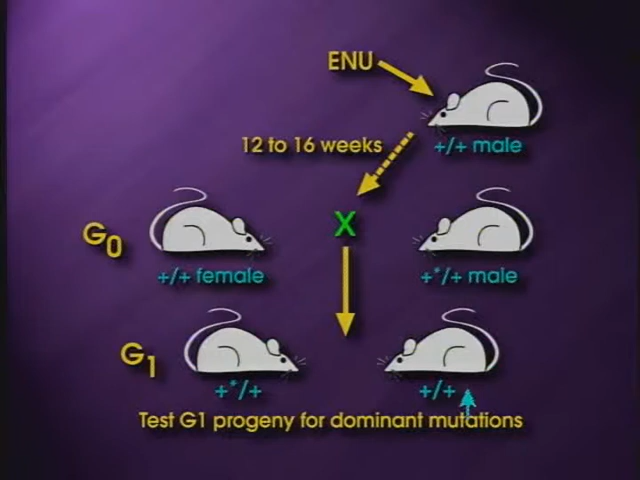 ENU
12 to 16 weeks
+/+ male
G0
X
+/+ female
+*/+ male
G1
+*/+
+/+
Test G1 progeny for dominant mutations